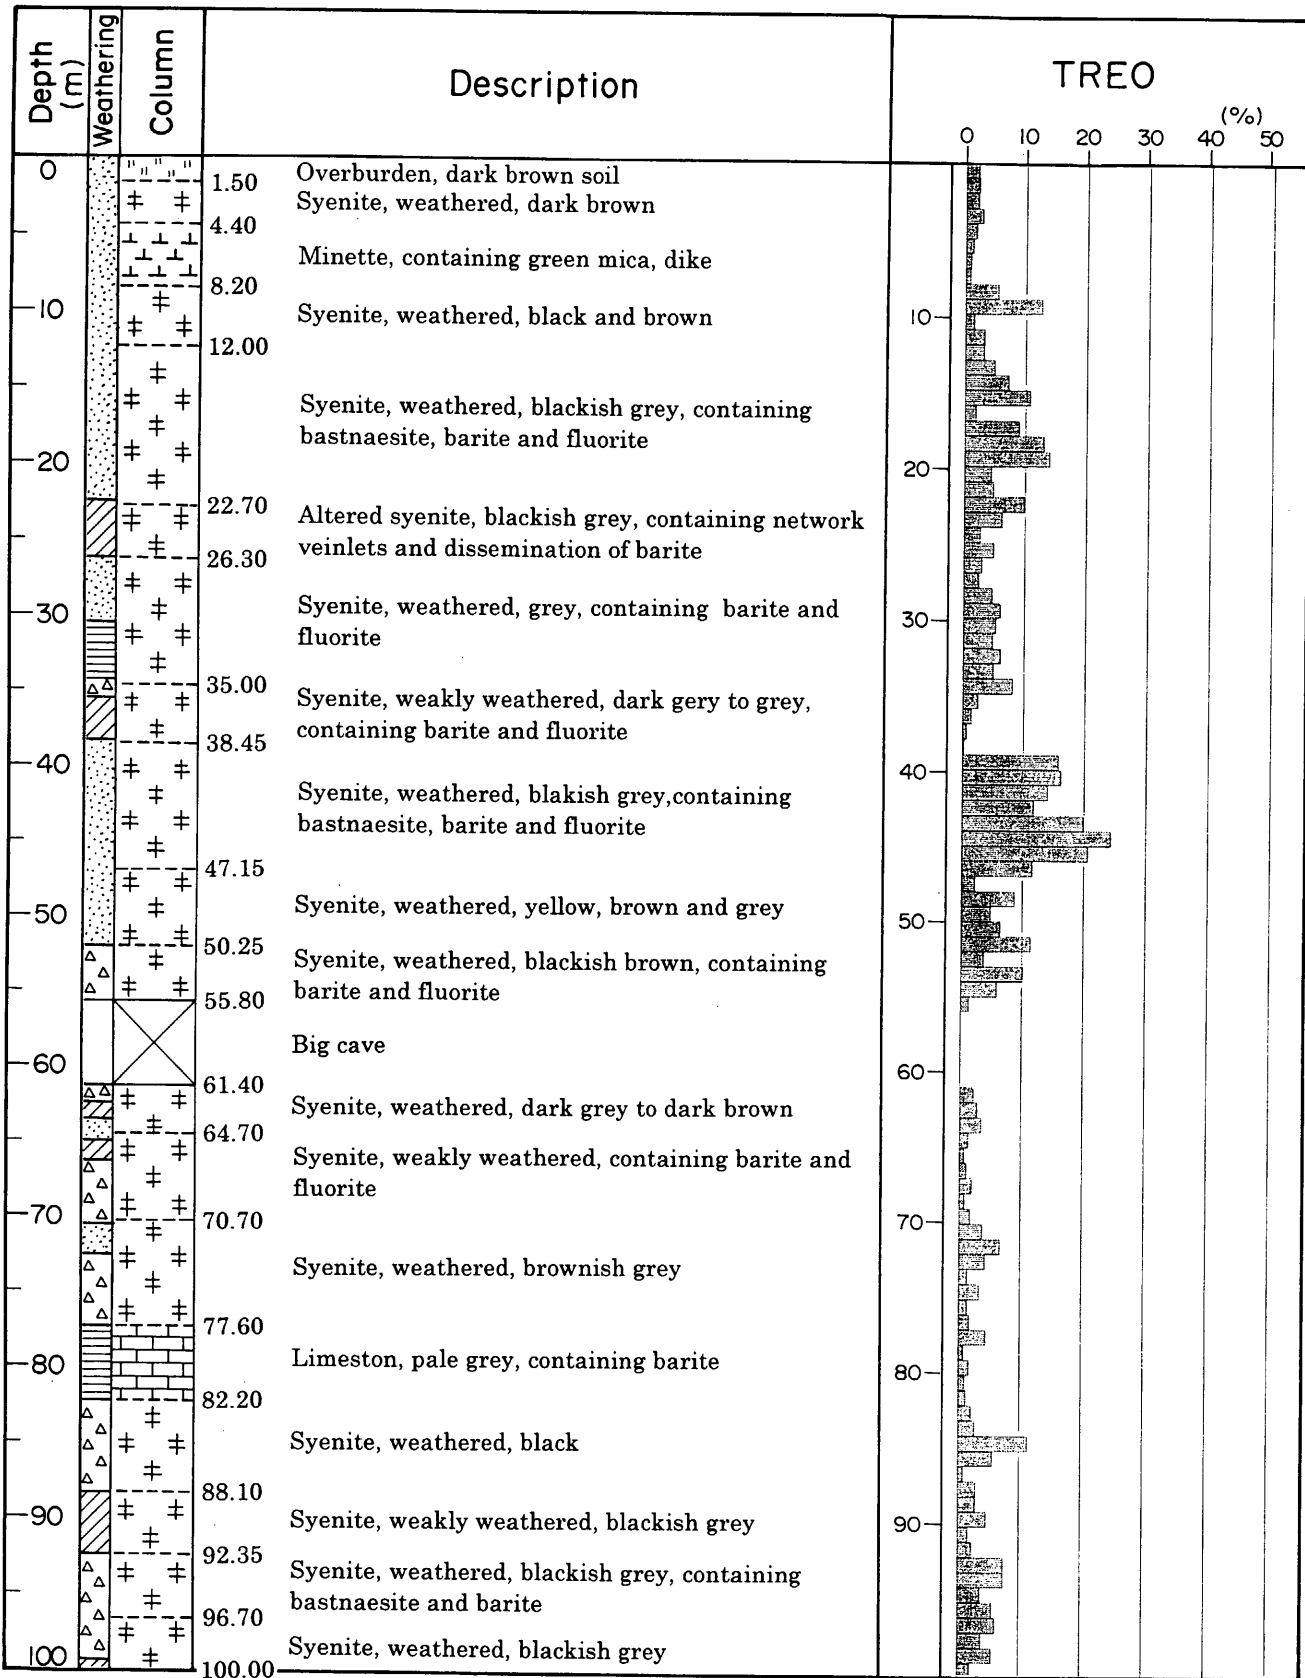 Depth (m)
Weathering
Column
Description
TREO
(%)
0 10 20 30 40 50
0
1.50
Overburden, dark brown soil
Syenite, weathered, dark brown
4.40
Minette, containing green mica, dike
8.20
10
Syenite, weathered, black and brown
10
12.00
Syenite, weathered, blackish grey, containing
bastnaesite, barite and fluorite
20
20
22.70
Altered syenite, blackish grey, containing network
veinlets and dissemination of barite
26.30
Syenite, weathered, grey, containing barite and
fluorite
30
30
35.00
Syenite, weakly weathered, dark gery to grey,
containing barite and fluorite
38.45
40
40
Syenite, weathered, blakish grey,containing
bastnaesite, barite and fluorite
47.15
50
Syenite, weathered, yellow, brown and grey
50
50.25
Syenite, weathered, blackish brown, containing
barite and fluorite
55.80
Big cave
60
60
61.40
Syenite, weathered, dark grey to dark brown
64.70
Syenite, weakly weathered, containing barite and
fluorite
70
70.70
70
Syenite, weathered, brownish grey
77.60
80
Limeston, pale grey, containing barite
80
82.20
Syenite, weathered, black
88.10
90
Syenite, weakly weathered, blackish grey
90
92.35
Syenite, weathered, blackish grey, containing
bastnaesite and barite
96.70
Syenite, weathered, blackish grey
100
100.00